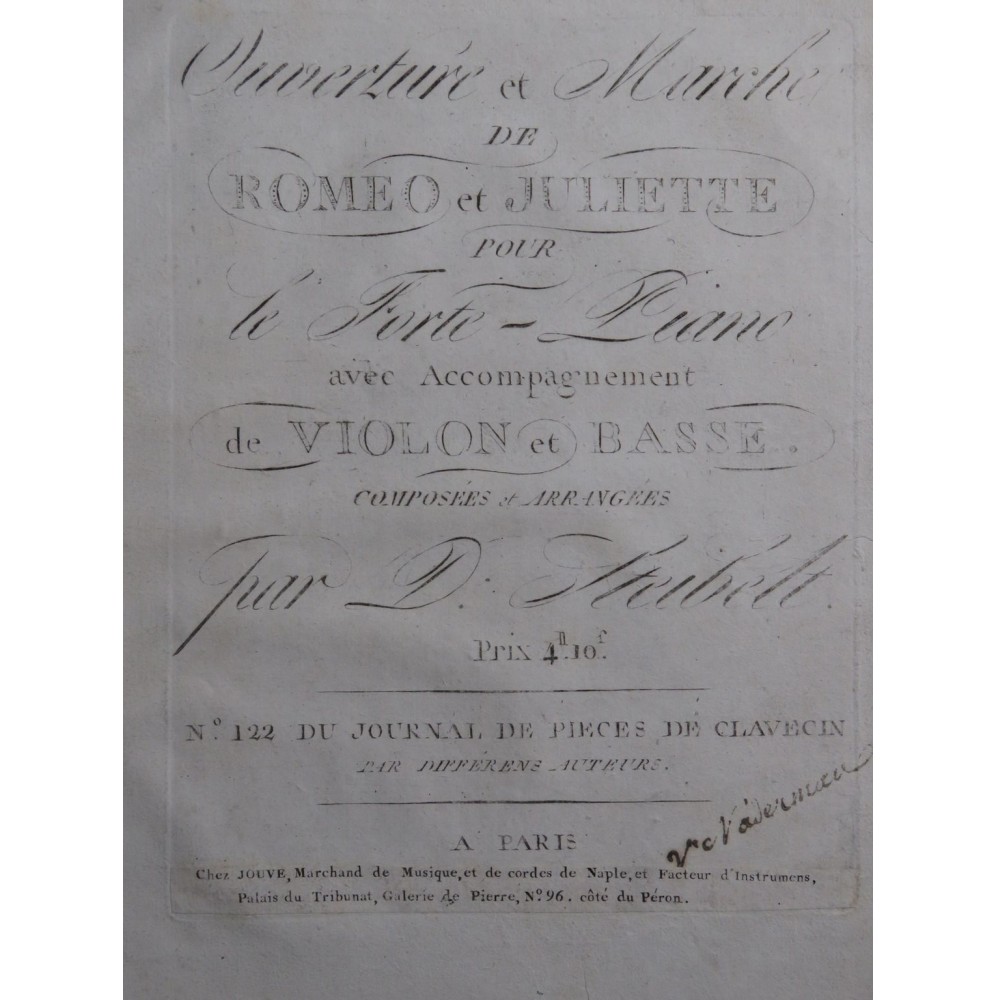 Ouverture et Marche
DE
ROMEO et JULIETTE
POUR
le Forte-Piano
avec Accompagnement
de VIOLON et BASSE.
COMPOSÉES et ARRANGÉES
par D. Steibelt.
Prix 4ᴸᴸ.10ˢ.
N.º 122 DU JOURNAL DE PIECES DE CLAVECIN
PAR DIFFÉRENS AUTEURS.
A PARIS
Chez JOUVE, Marchand de Musique, et de cordes de Naple, et Facteur d'Instrumens,
Palais du Tribunat, Galerie de Pierre, Nº 96. côté du Péron.